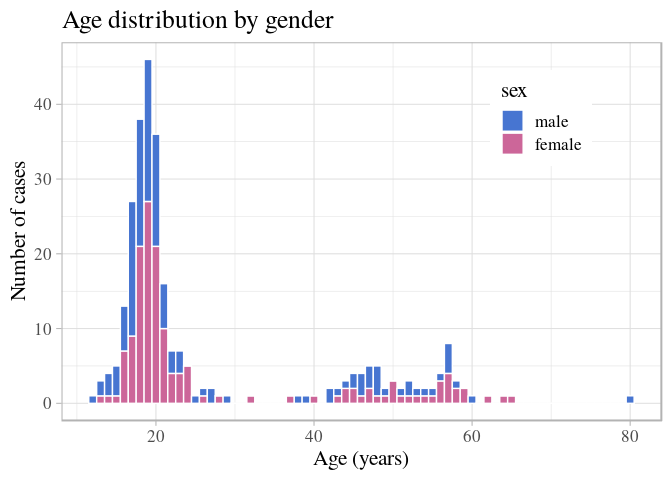 Age distribution by gender
sex
male
female
Number of cases
40
30
20
10
0
20 40 60 80
Age (years)